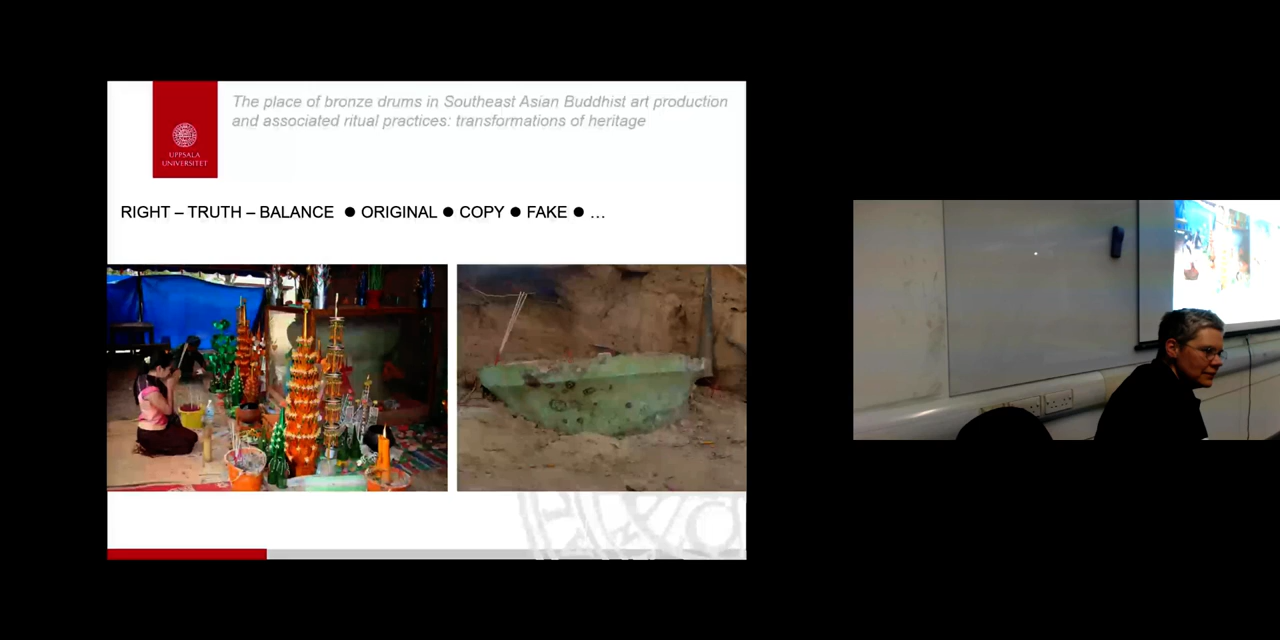 The place of bronze drums in Southeast Asian Buddhist art production
and associated ritual practices: transformations of heritage
UPPSALA
UNIVERSITET
RIGHT – TRUTH – BALANCE ● ORIGINAL ● COPY ● FAKE ● …